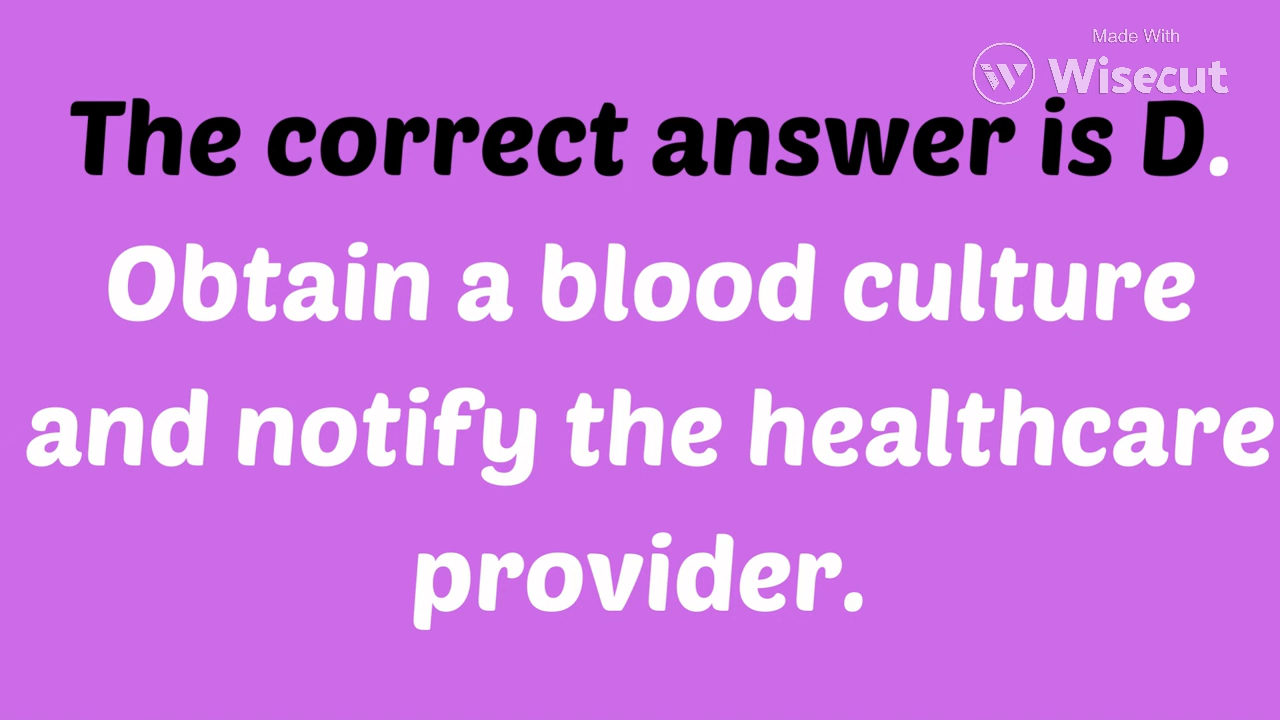 Made With
Wisecut
The correct answer is D.
Obtain a blood culture
and notify the healthcare
provider.